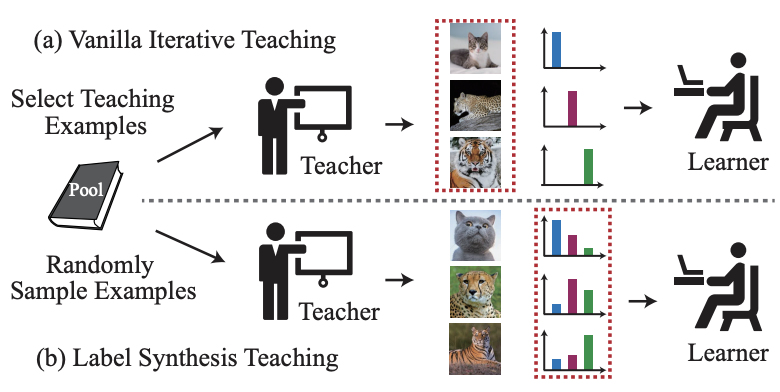 (a) Vanilla Iterative Teaching
Select Teaching
Examples
Teacher
Learner
Pool
Randomly
Sample Examples
Teacher
Learner
(b) Label Synthesis Teaching